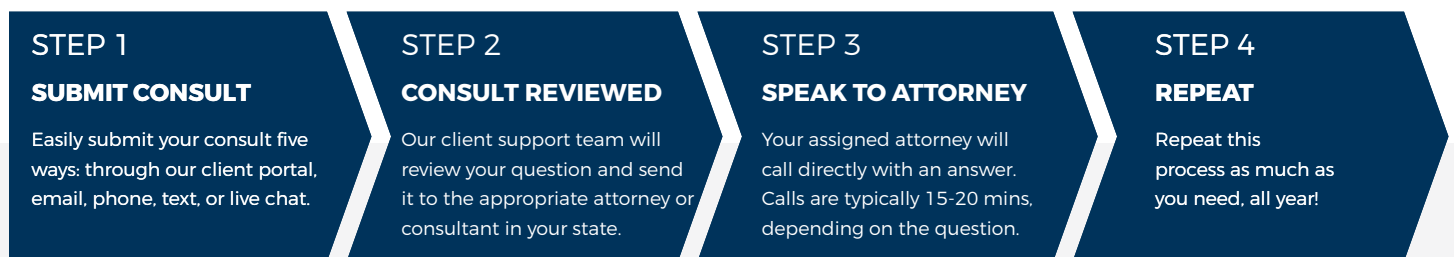 STEP 1
SUBMIT CONSULT
Easily submit your consult five
ways: through our client portal,
email, phone, text, or live chat.
STEP 2
CONSULT REVIEWED
Our client support team will
review your question and send
it to the appropriate attorney or
consultant in your state.
STEP 3
SPEAK TO ATTORNEY
Your assigned attorney will
call directly with an answer.
Calls are typically 15-20 mins,
depending on the question.
STEP 4
REPEAT
Repeat this
process as much as
you need, all year!